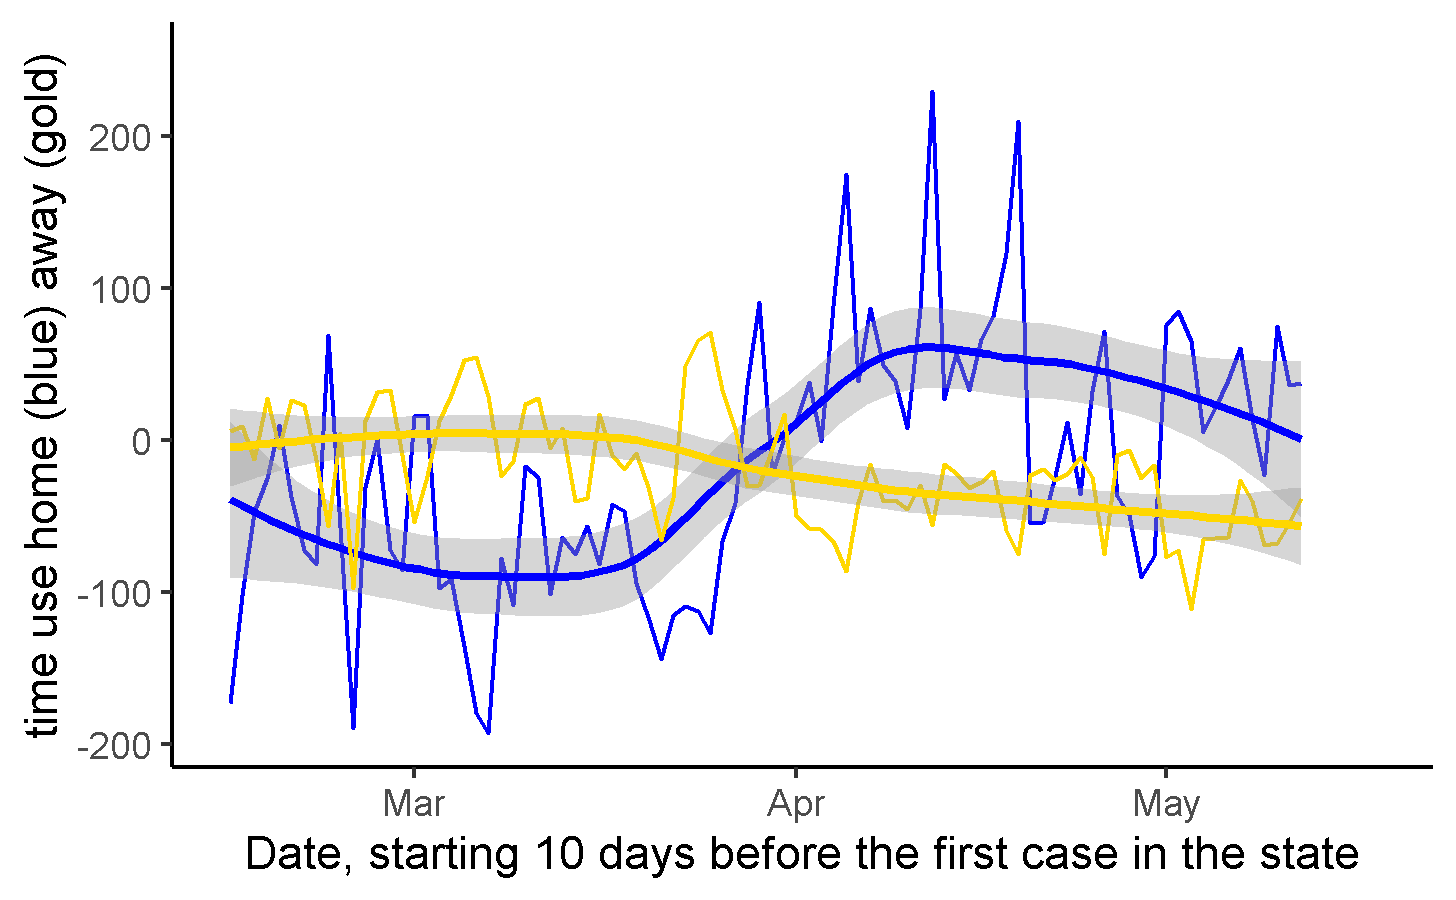 time use home (blue) away (gold)
200
100
0
-100
-200
Mar Apr May
Date, starting 10 days before the first case in the state